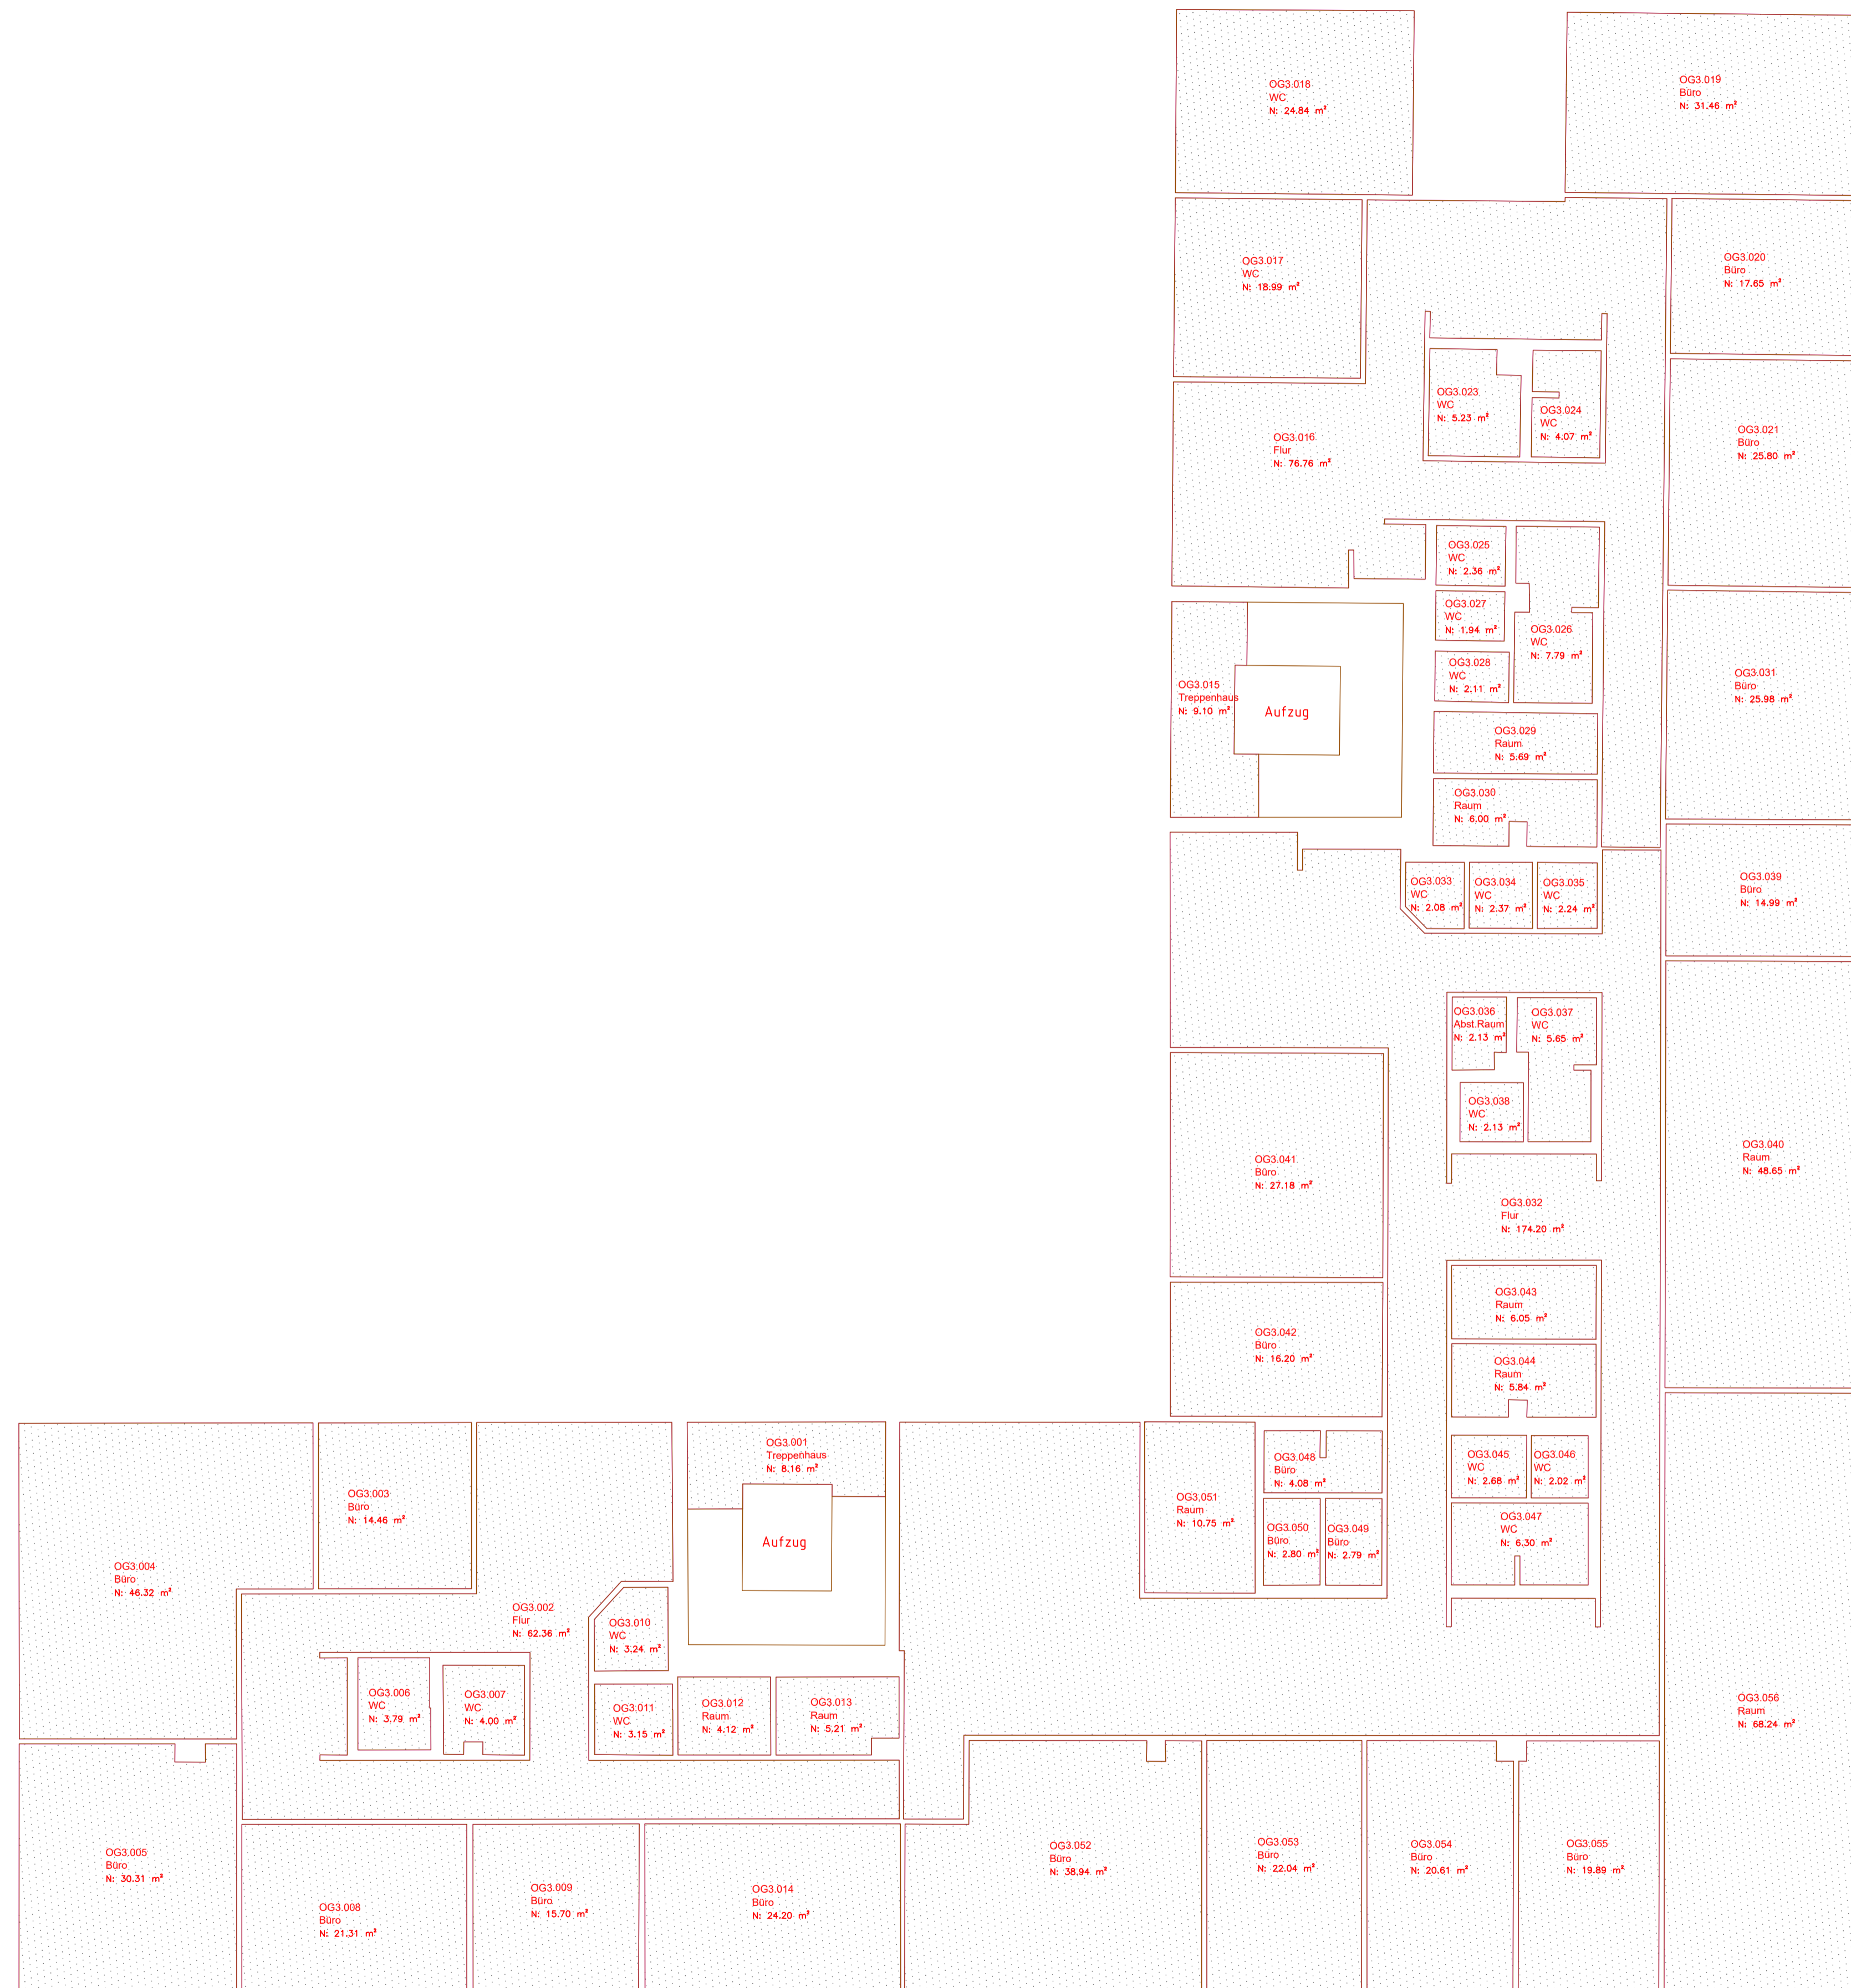 OG3.018
WC
N: 24.84 m²
OG3.019
Büro
N: 31.46 m²
OG3.017
WC
N: 18.99 m²
OG3.020
Büro
N: 17.65 m²
OG3.023
WC
N: 5.23 m²
OG3.024
WC
N: 4.07 m²
OG3.016
Flur
N: 76.76 m²
OG3.021
Büro
N: 25.80 m²
OG3.025
WC
N: 2.36 m²
OG3.027
WC
N: 1.94 m²
OG3.026
WC
N: 7.79 m²
OG3.028
WC
N: 2.11 m²
OG3.015
Treppenhaus
N: 9.10 m²
Aufzug
OG3.031
Büro
N: 25.98 m²
OG3.029
Raum
N: 5.69 m²
OG3.030
Raum
N: 6.00 m²
OG3.033
WC
N: 2.08 m²
OG3.034
WC
N: 2.37 m²
OG3.035
WC
N: 2.24 m²
OG3.039
Büro
N: 14.99 m²
OG3.036
Abst.Raum
N: 2.13 m²
OG3.037
WC
N: 5.65 m²
OG3.038
WC
N: 2.13 m²
OG3.040
Raum
N: 48.65 m²
OG3.041
Büro
N: 27.18 m²
OG3.032
Flur
N: 174.20 m²
OG3.043
Raum
N: 6.05 m²
OG3.042
Büro
N: 16.20 m²
OG3.044
Raum
N: 5.84 m²
OG3.001
Treppenhaus
N: 8.16 m²
Aufzug
OG3.048
Büro
N: 4.08 m²
OG3.045
WC
N: 2.68 m²
OG3.046
WC
N: 2.02 m²
OG3.003
Büro
N: 14.46 m²
OG3.051
Raum
N: 10.75 m²
OG3.050
Büro
N: 2.80 m²
OG3.049
Büro
N: 2.79 m²
OG3.047
WC
N: 6.30 m²
OG3.004
Büro
N: 46.32 m²
OG3.002
Flur
N: 62.36 m²
OG3.010
WC
N: 3.24 m²
OG3.006
WC
N: 3.79 m²
OG3.007
WC
N: 4.00 m²
OG3.011
WC
N: 3.15 m²
OG3.012
Raum
N: 4.12 m²
OG3.013
Raum
N: 5.21 m²
OG3.056
Raum
N: 68.24 m²
OG3.005
Büro
N: 30.31 m²
OG3.052
Büro
N: 38.94 m²
OG3.053
Büro
N: 22.04 m²
OG3.054
Büro
N: 20.61 m²
OG3.055
Büro
N: 19.89 m²
OG3.008
Büro
N: 21.31 m²
OG3.009
Büro
N: 15.70 m²
OG3.014
Büro
N: 24.20 m²